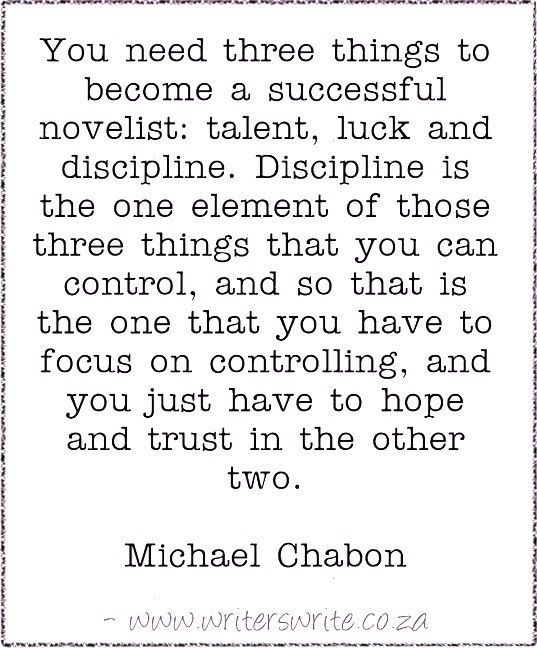 You need three things to
become a successful
novelist: talent, luck and
discipline. Discipline is
the one element of those
three things that you can
control, and so that is
the one that you have to
focus on controlling, and
you just have to hope
and trust in the other
two.
Michael Chabon
- www.writerswrite.co.za